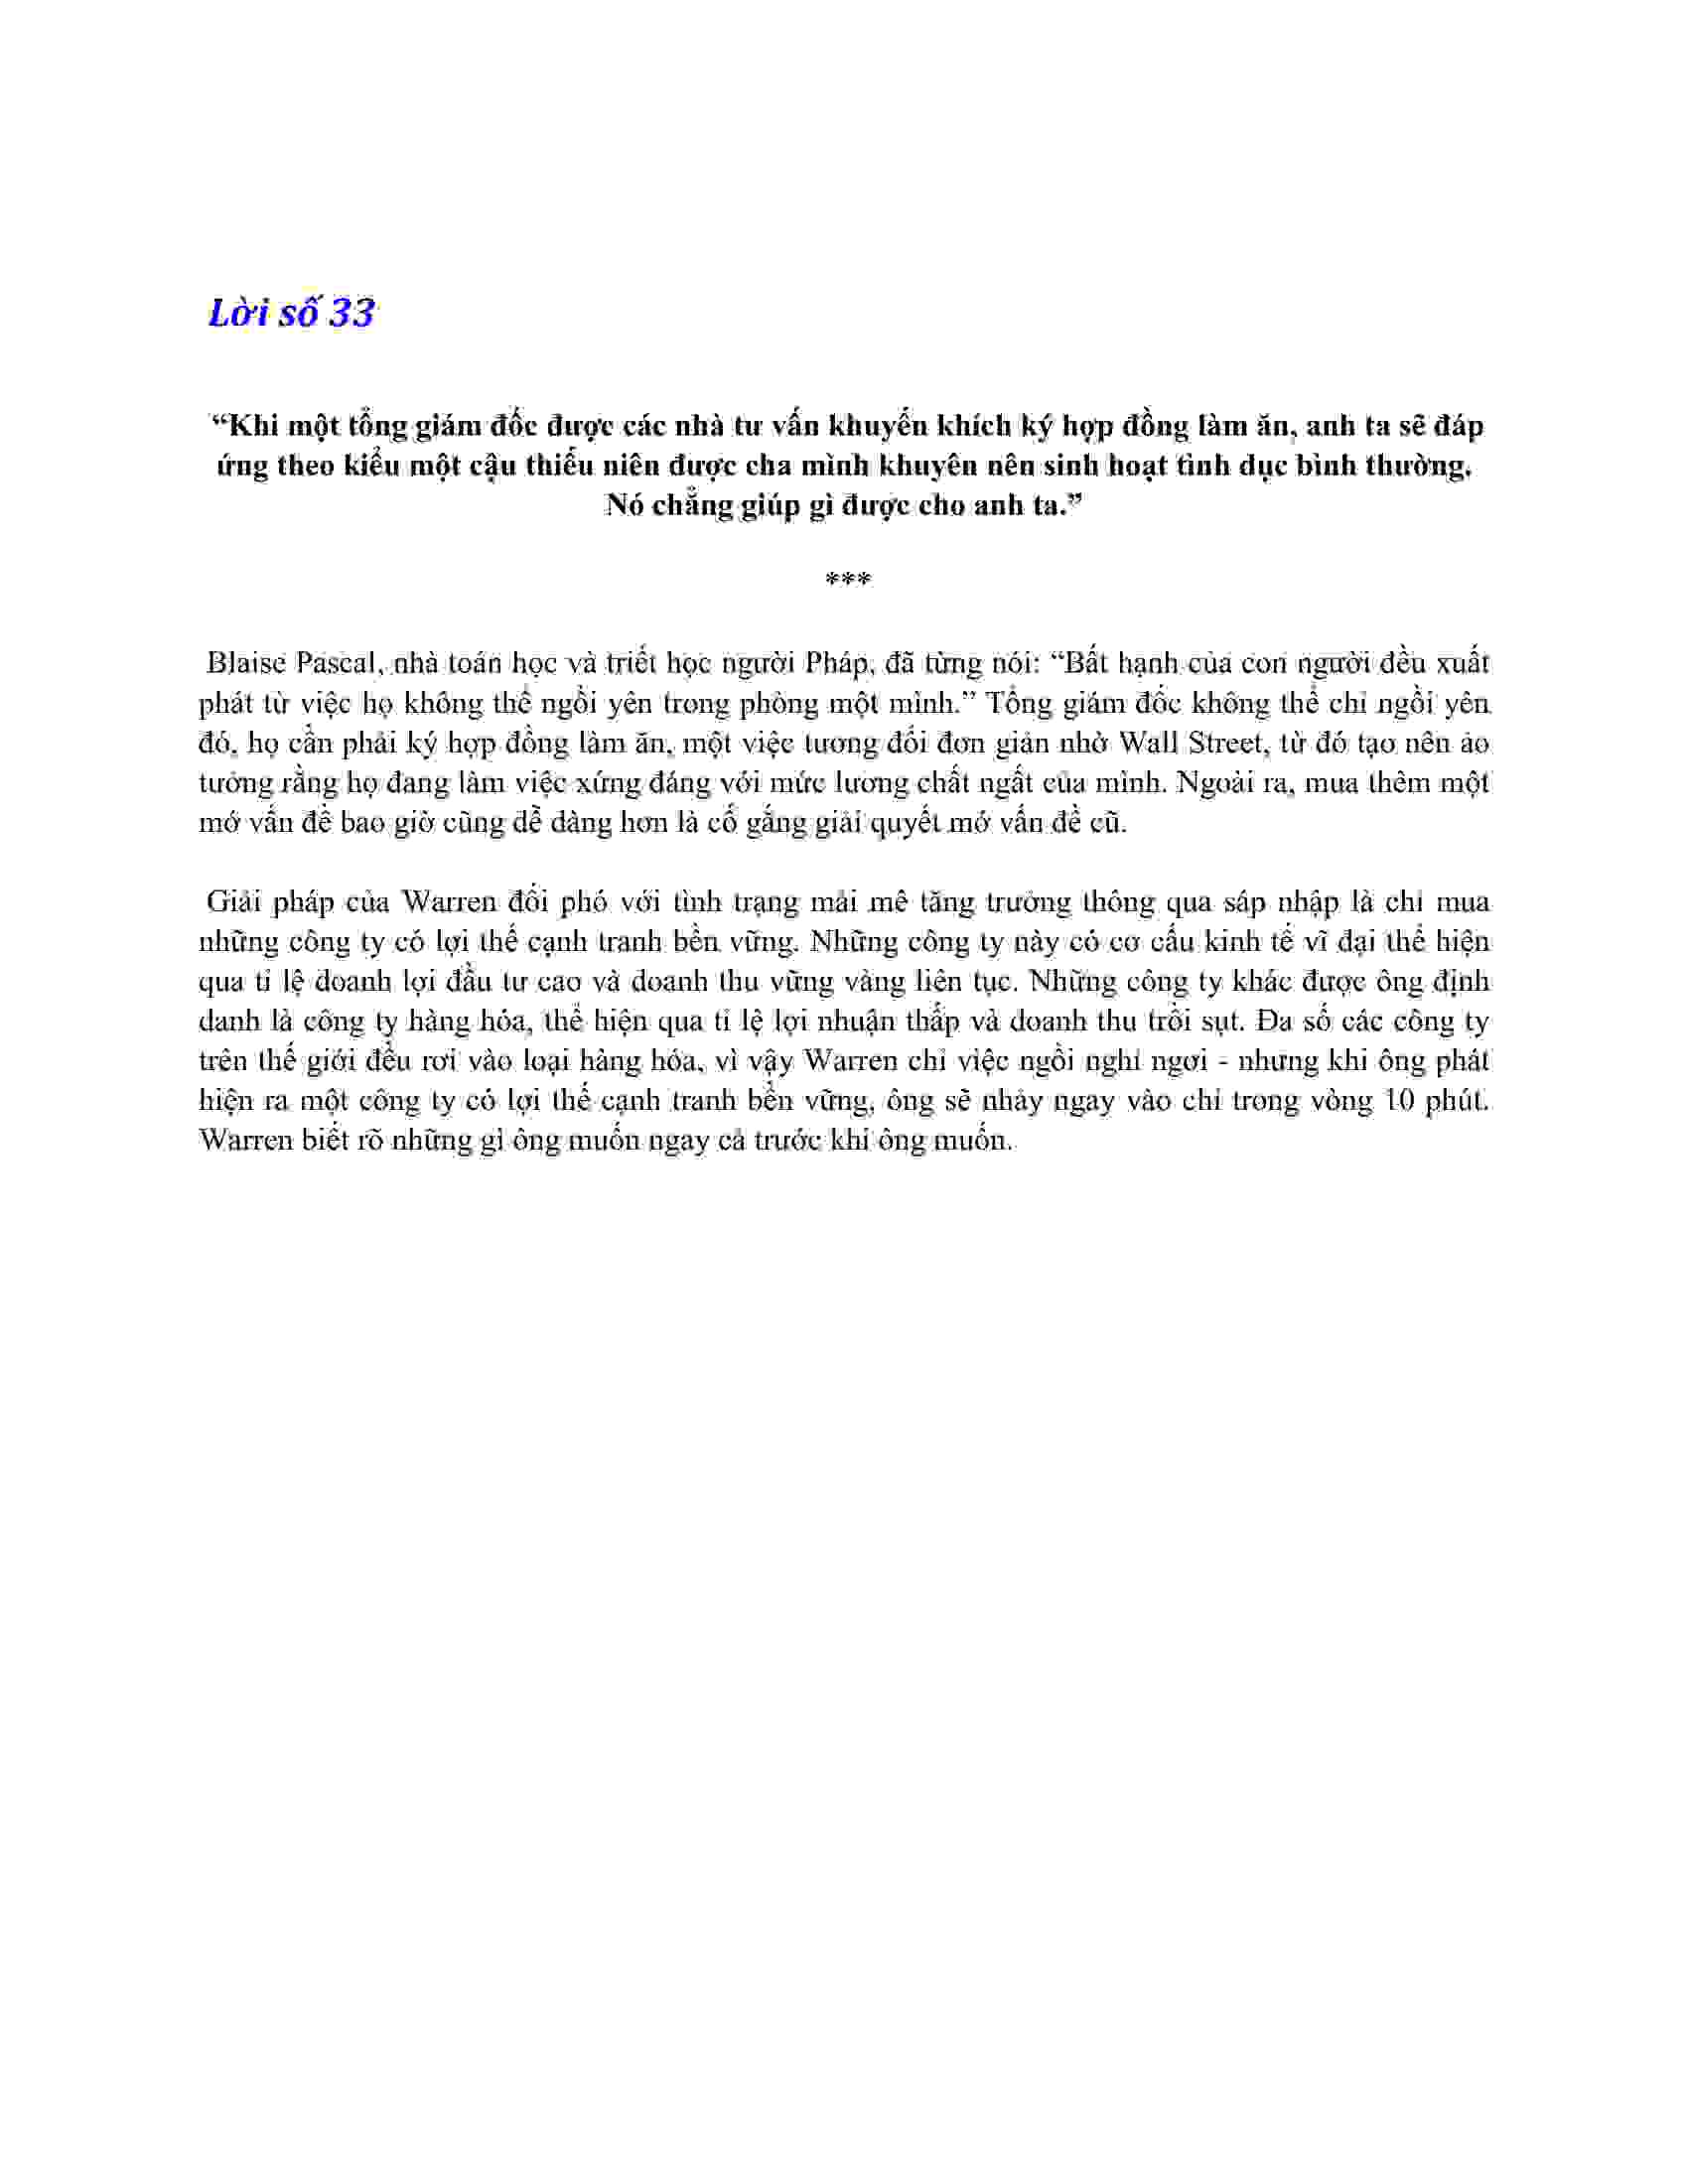 Lời số 33
“Khi một tổng giám đốc được các nhà tư vấn khuyến khích ký hợp đồng làm ăn, anh ta sẽ đáp
ứng theo kiểu một cậu thiếu niên được cha mình khuyên nên sinh hoạt tình dục bình thường.
Nó chẳng giúp gì được cho anh ta.”
***
Blaise Pascal, nhà toán học và triết học người Pháp, đã từng nói: “Bất hạnh của con người đều xuất
phát từ việc họ không thể ngồi yên trong phòng một mình.” Tổng giám đốc không thể chỉ ngồi yên
đó, họ cần phải ký hợp đồng làm ăn, một việc tương đối đơn giản nhờ Wall Street, từ đó tạo nên ảo
tưởng rằng họ đang làm việc xứng đáng với mức lương chất ngất của mình. Ngoài ra, mua thêm một
mớ vấn đề bao giờ cũng dễ dàng hơn là cố gắng giải quyết mớ vấn đề cũ.
Giải pháp của Warren đối phó với tình trạng mải mê tăng trưởng thông qua sáp nhập là chỉ mua
những công ty có lợi thế cạnh tranh bền vững. Những công ty này có cơ cấu kinh tế vĩ đại thể hiện
qua tỉ lệ doanh lợi đầu tư cao và doanh thu vững vàng liên tục. Những công ty khác được ông định
danh là công ty hàng hóa, thể hiện qua tỉ lệ lợi nhuận thấp và doanh thu trồi sụt. Đa số các công ty
trên thế giới đều rơi vào loại hàng hóa, vì vậy Warren chỉ việc ngồi nghỉ ngơi - nhưng khi ông phát
hiện ra một công ty có lợi thế cạnh tranh bền vững, ông sẽ nhảy ngay vào chỉ trong vòng 10 phút.
Warren biết rõ những gì ông muốn ngay cả trước khi ông muốn.